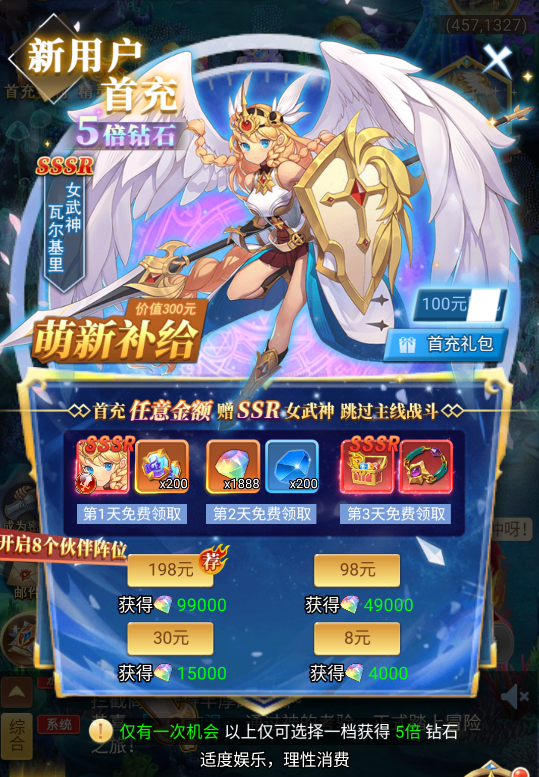 (457,1327)
新用户
首充
5倍钻石
SSSR
女武神
瓦尔基里
价值300元
萌新补给
100元
首充礼包
首充 任意金额 赠 SSR 女武神 跳过主线战斗
SSSR
SSSR
x200
x1888
x200
第1天免费领取
第2天免费领取
第3天免费领取
开启8个伙伴阵位
198元
荐
98元
获得 99000
获得 49000
30元
8元
获得 15000
获得 4000
邮件
综合
系统
之旅!
仅有一次机会 以上仅可选择一档获得 5倍 钻石
适度娱乐，理性消费